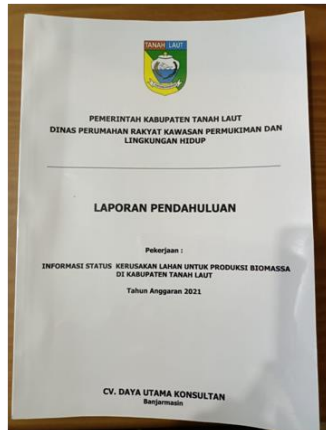 TANAH LAUT
PEMERINTAH KABUPATEN TANAH LAUT
DINAS PERUMAHAN RAKYAT KAWASAN PERMUKIMAN DAN
LINGKUNGAN HIDUP
LAPORAN PENDAHULUAN
Pekerjaan :
INFORMASI STATUS KERUSAKAN LAHAN UNTUK PRODUKSI BIOMASSA
DI KABUPATEN TANAH LAUT
Tahun Anggaran 2021
CV. DAYA UTAMA KONSULTAN
Banjarmasin